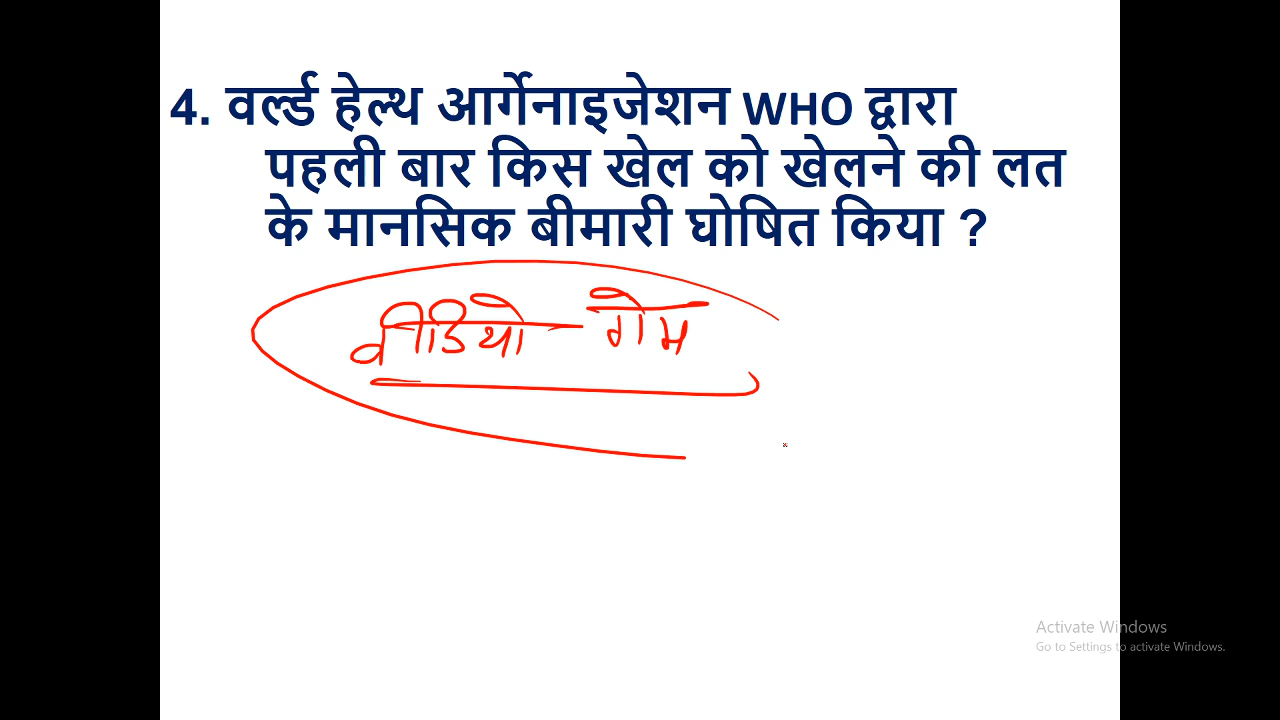 4. वर्ल्ड हेल्थ आर्गेनाइजेशन WHO द्वारा
पहली बार किस खेल को खेलने की लत
के मानसिक बीमारी घोषित किया ?
वीडियो - गेम
Activate Windows
Go to Settings to activate Windows.